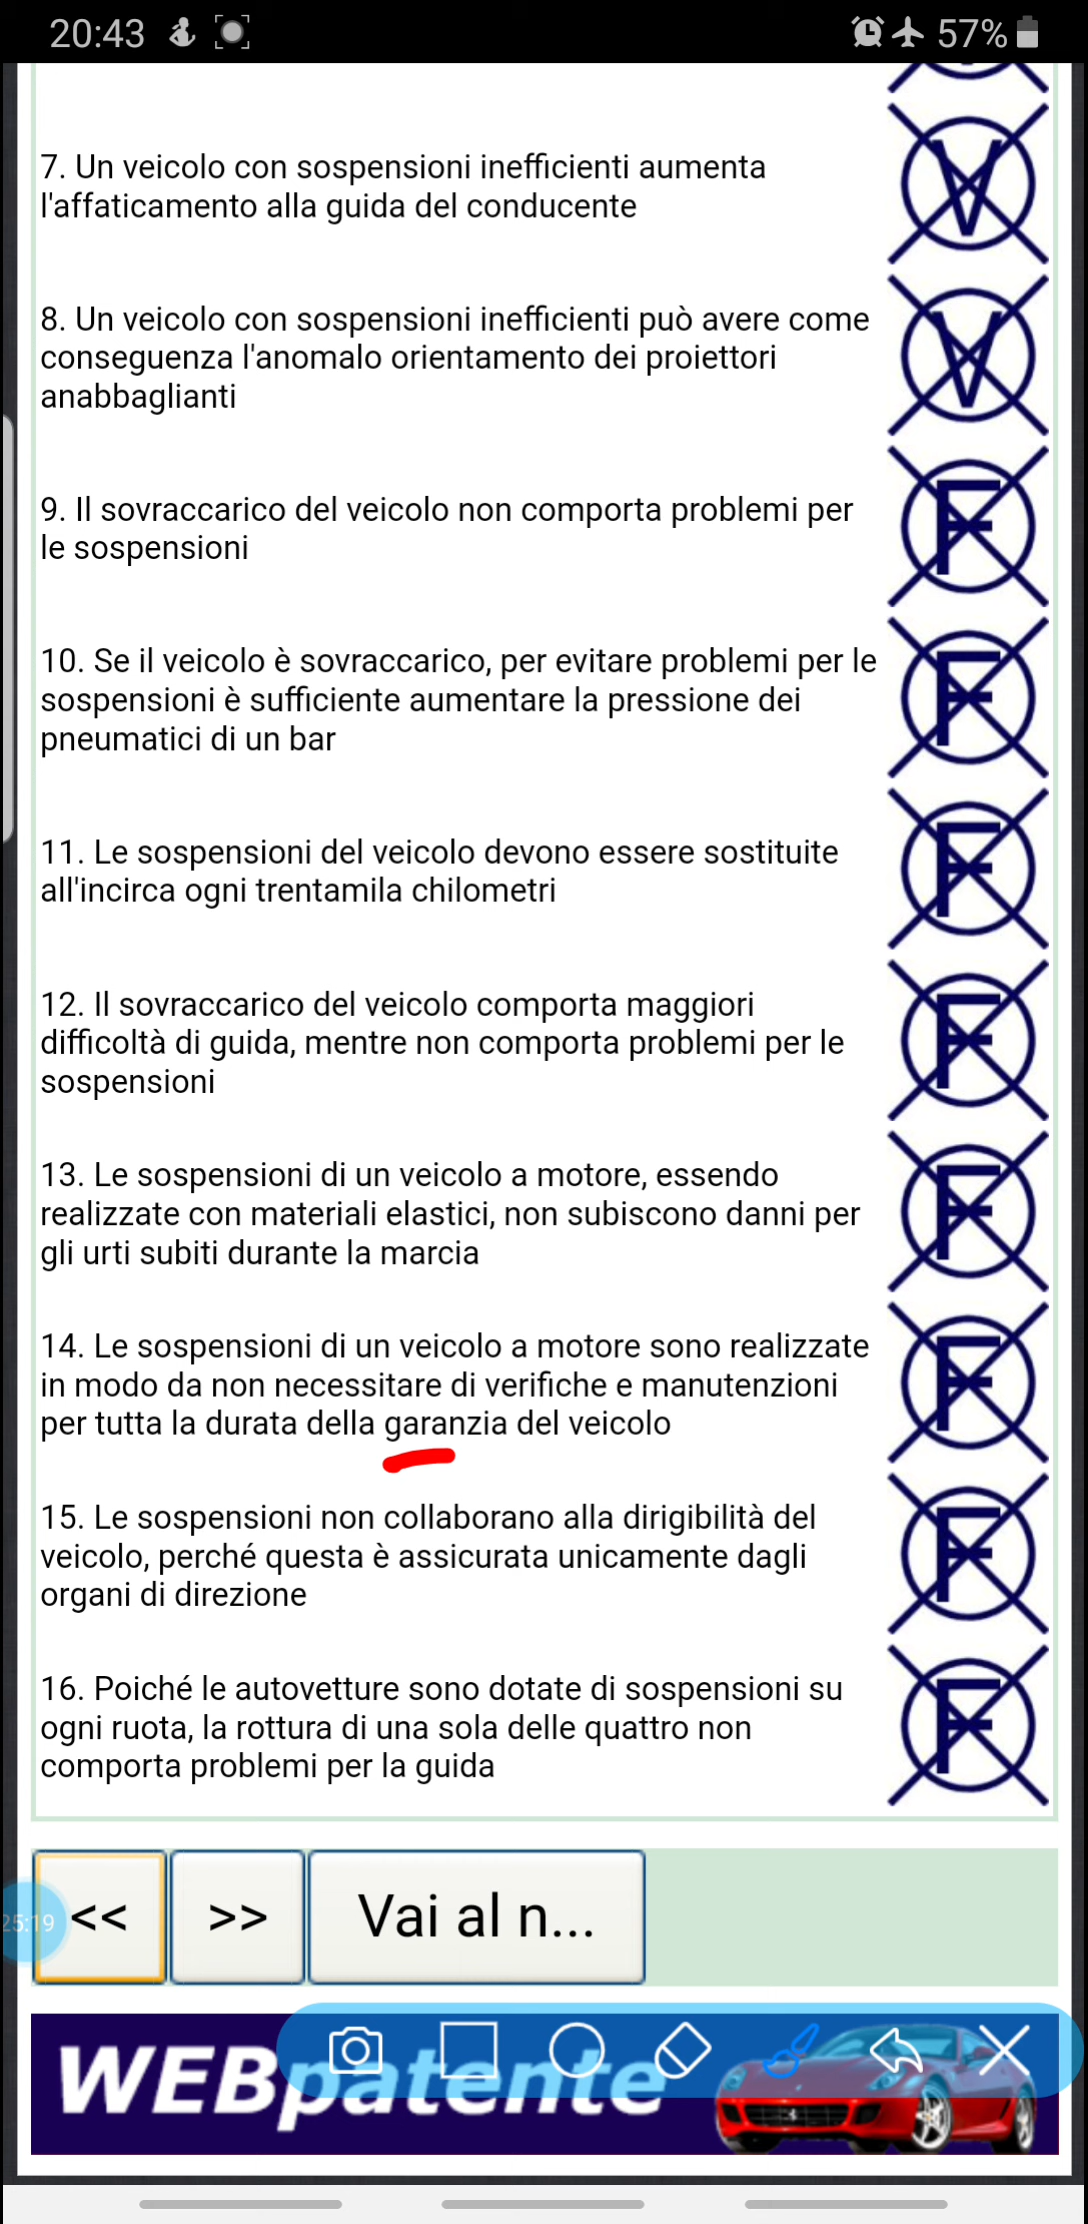 20:43
57%
7. Un veicolo con sospensioni inefficienti aumenta
l'affaticamento alla guida del conducente
V
8. Un veicolo con sospensioni inefficienti può avere come
conseguenza l'anomalo orientamento dei proiettori
anabbaglianti
V
9. Il sovraccarico del veicolo non comporta problemi per
le sospensioni
F
10. Se il veicolo è sovraccarico, per evitare problemi per le
sospensioni è sufficiente aumentare la pressione dei
pneumatici di un bar
F
11. Le sospensioni del veicolo devono essere sostituite
all'incirca ogni trentamila chilometri
F
12. Il sovraccarico del veicolo comporta maggiori
difficoltà di guida, mentre non comporta problemi per le
sospensioni
F
13. Le sospensioni di un veicolo a motore, essendo
realizzate con materiali elastici, non subiscono danni per
gli urti subiti durante la marcia
F
14. Le sospensioni di un veicolo a motore sono realizzate
in modo da non necessitare di verifiche e manutenzioni
per tutta la durata della garanzia del veicolo
F
15. Le sospensioni non collaborano alla dirigibilità del
veicolo, perché questa è assicurata unicamente dagli
organi di direzione
F
16. Poiché le autovetture sono dotate di sospensioni su
ogni ruota, la rottura di una sola delle quattro non
comporta problemi per la guida
F
25:19
<< >> Vai al n...
WEBpatente